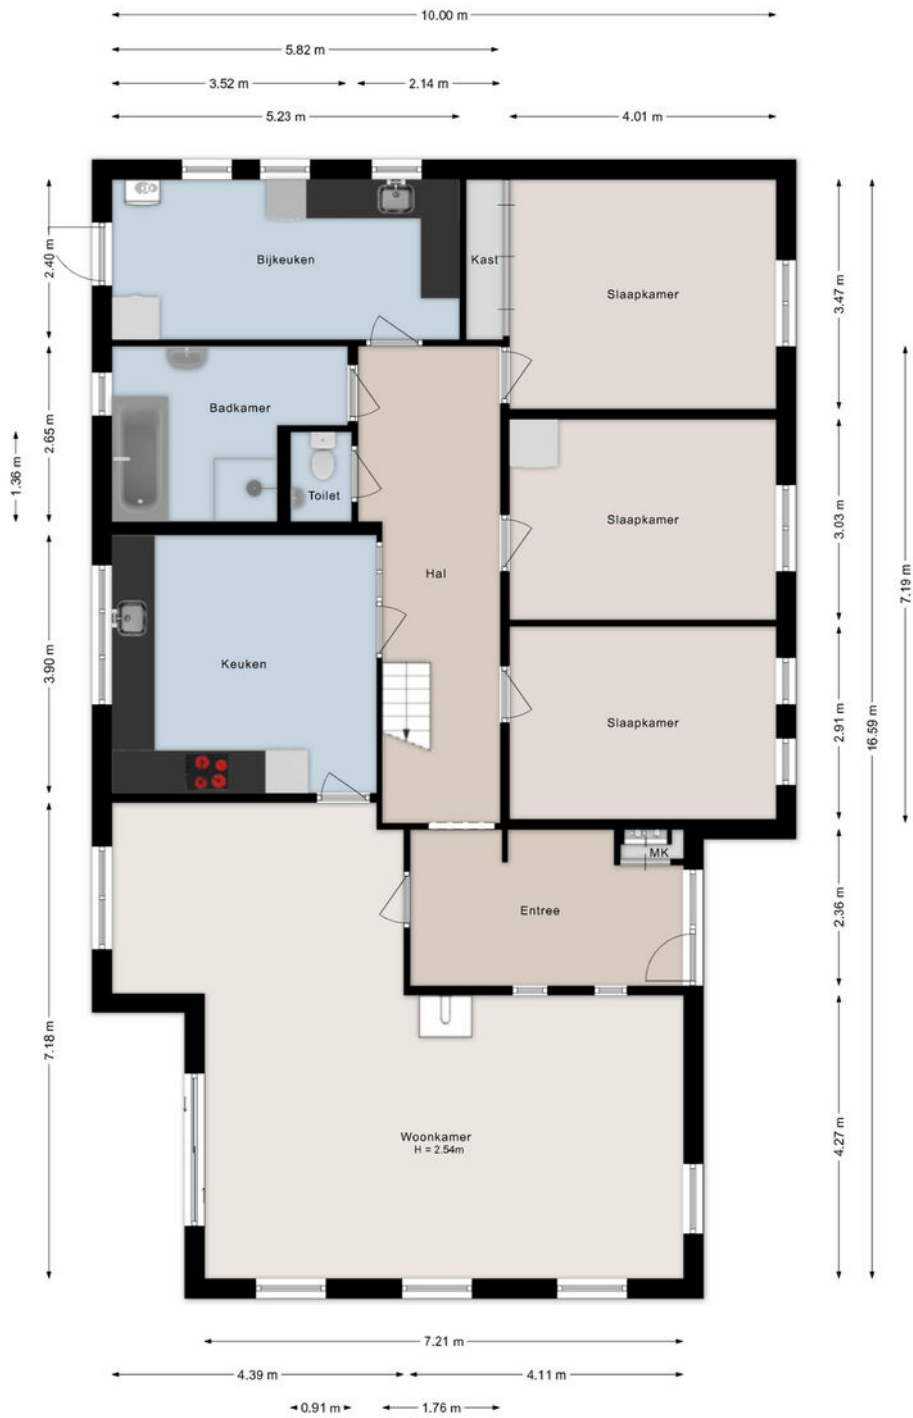 10.00 m
5.82 m
3.52 m
2.14 m
5.23 m
4.01 m
2.40 m
Bijkeuken
Kast
Slaapkamer
3.47 m
Badkamer
2.65 m
1.36 m
Toilet
Slaapkamer
3.03 m
Hal
7.19 m
Keuken
3.90 m
Slaapkamer
2.91 m
16.59 m
MK
Entree
2.36 m
7.18 m
Woonkamer
H = 2.54m
4.27 m
7.21 m
4.39 m
4.11 m
0.91 m
1.76 m